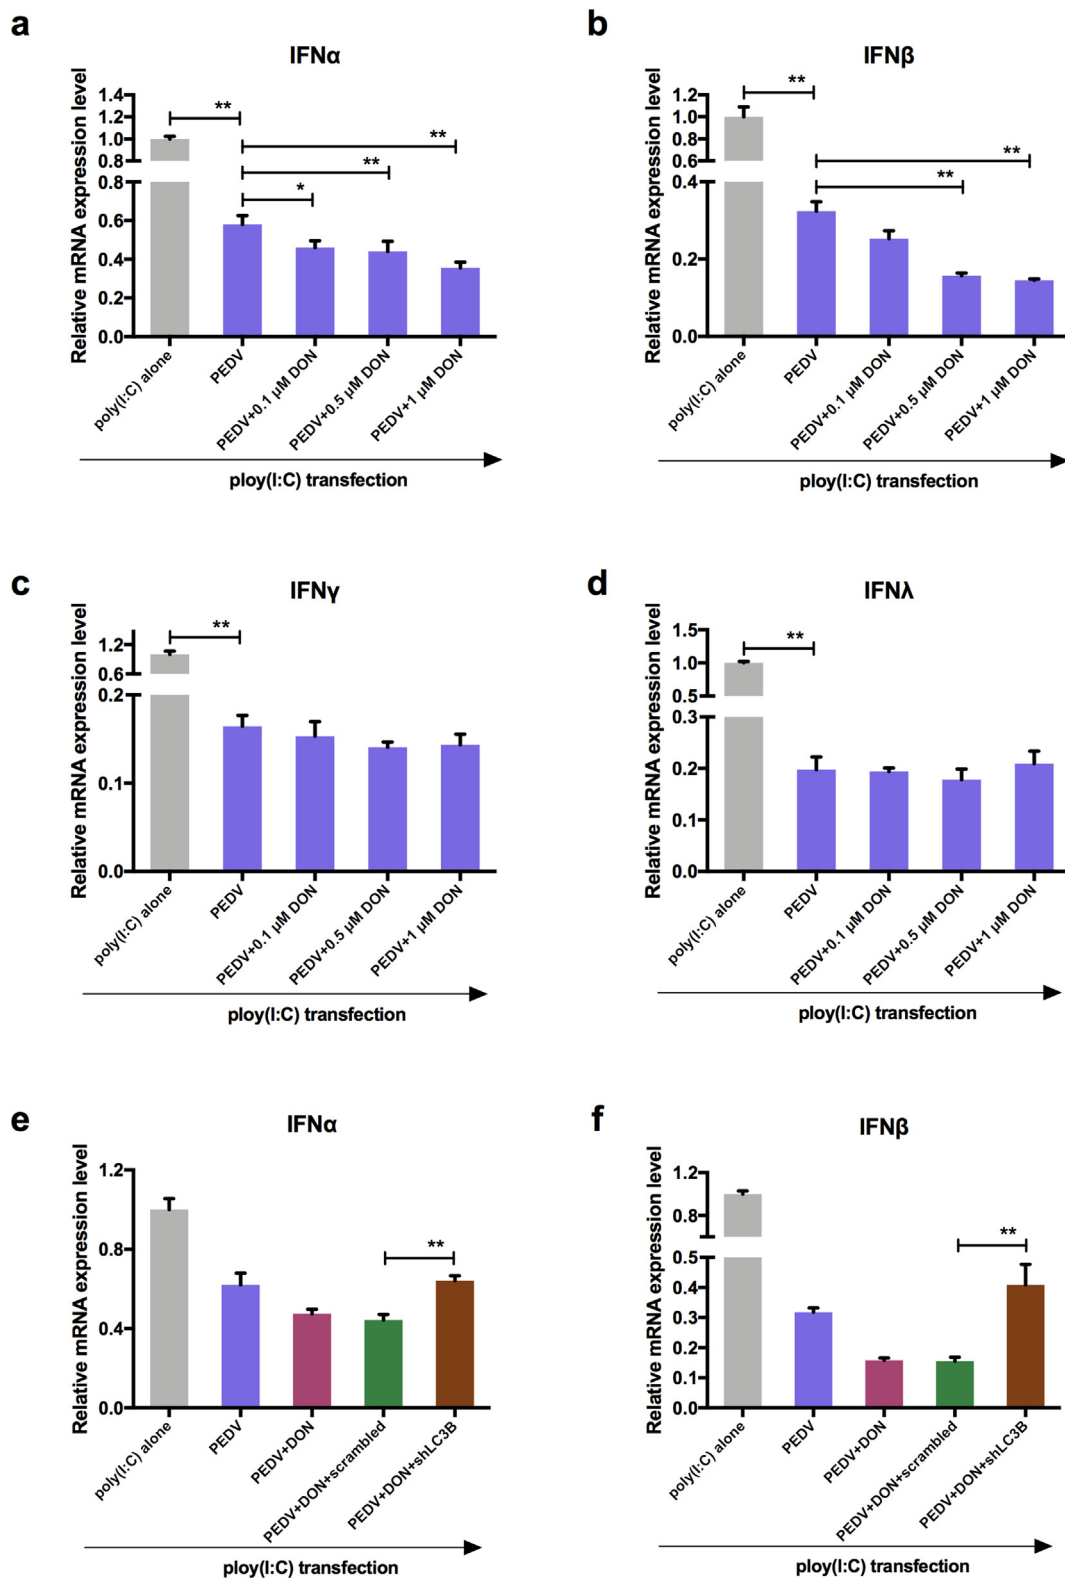 a
IFNα
Relative mRNA expression level
1.4
1.2
1.0
0.8
0.8
0.6
0.4
0.2
0.0
**
**
**
*
poly(I:C) alone
PEDV
PEDV+0.1 μM DON
PEDV+0.5 μM DON
PEDV+1 μM DON
ploy(I:C) transfection
b
IFNβ
Relative mRNA expression level
1.2
1.0
0.8
0.6
0.4
0.2
0.0
**
**
**
poly(I:C) alone
PEDV
PEDV+0.1 μM DON
PEDV+0.5 μM DON
PEDV+1 μM DON
ploy(I:C) transfection
c
IFNγ
Relative mRNA expression level
1.2
0.6
0.2
0.1
0.0
**
poly(I:C) alone
PEDV
PEDV+0.1 μM DON
PEDV+0.5 μM DON
PEDV+1 μM DON
ploy(I:C) transfection
d
IFNλ
Relative mRNA expression level
1.5
1.0
0.5
0.3
0.2
0.1
0.0
**
poly(I:C) alone
PEDV
PEDV+0.1 μM DON
PEDV+0.5 μM DON
PEDV+1 μM DON
ploy(I:C) transfection
e
IFNα
Relative mRNA expression level
1.2
0.8
0.4
0.0
**
poly(I:C) alone
PEDV
PEDV+DON
PEDV+DON+scrambled
PEDV+DON+shLC3B
ploy(I:C) transfection
f
IFNβ
Relative mRNA expression level
1.2
0.8
0.5
0.4
0.3
0.2
0.1
0.0
**
poly(I:C) alone
PEDV
PEDV+DON
PEDV+DON+scrambled
PEDV+DON+shLC3B
ploy(I:C) transfection